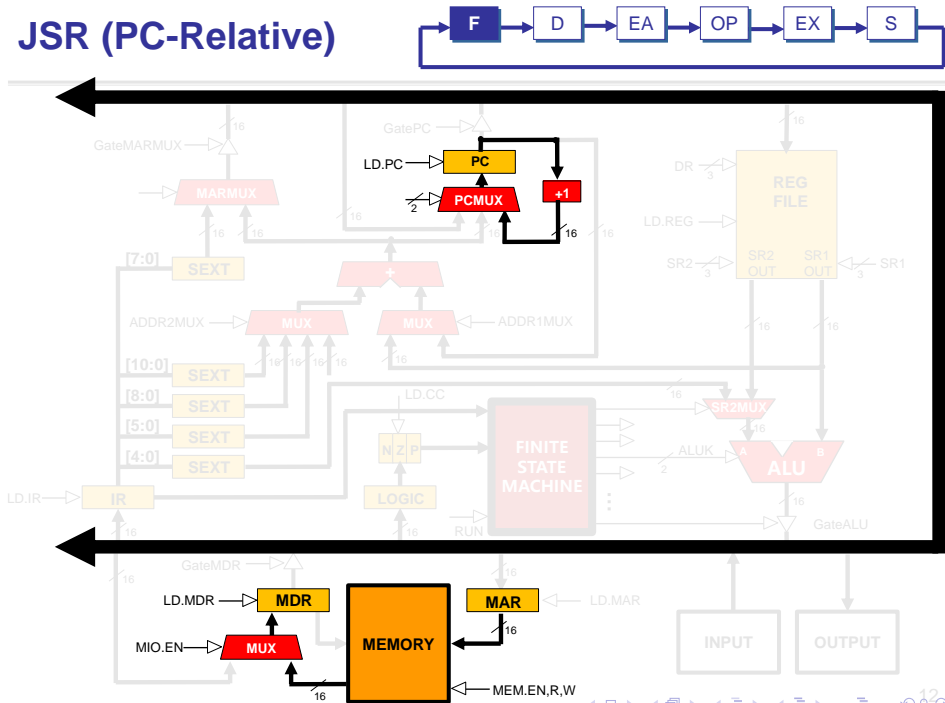 JSR (PC-Relative)
F D EA OP EX S
16
GateMARMUX
GatePC
16
LD.PC
PC
DR
3
REG
FILE
MARMUX
2
PCMUX
+1
LD.REG
16
16
16
16
16
16
[7:0]
SEXT
+
SR2
3
SR2
OUT
SR1
OUT
3
SR1
ADDR2MUX
MUX
MUX
ADDR1MUX
16
16
[10:0]
SEXT
16
16
16
16
16
[8:0]
SEXT
LD.CC
16
SR2MUX
[5:0]
SEXT
N Z P
FINITE
STATE
MACHINE
16
ALUK
2
A
B
ALU
[4:0]
SEXT
LD.IR
IR
LOGIC
16
16
16
RUN
GateALU
GateMDR
16
16
LD.MDR
MDR
MEMORY
MAR
LD.MAR
16
MIO.EN
MUX
INPUT
OUTPUT
16
MEM.EN,R,W
12